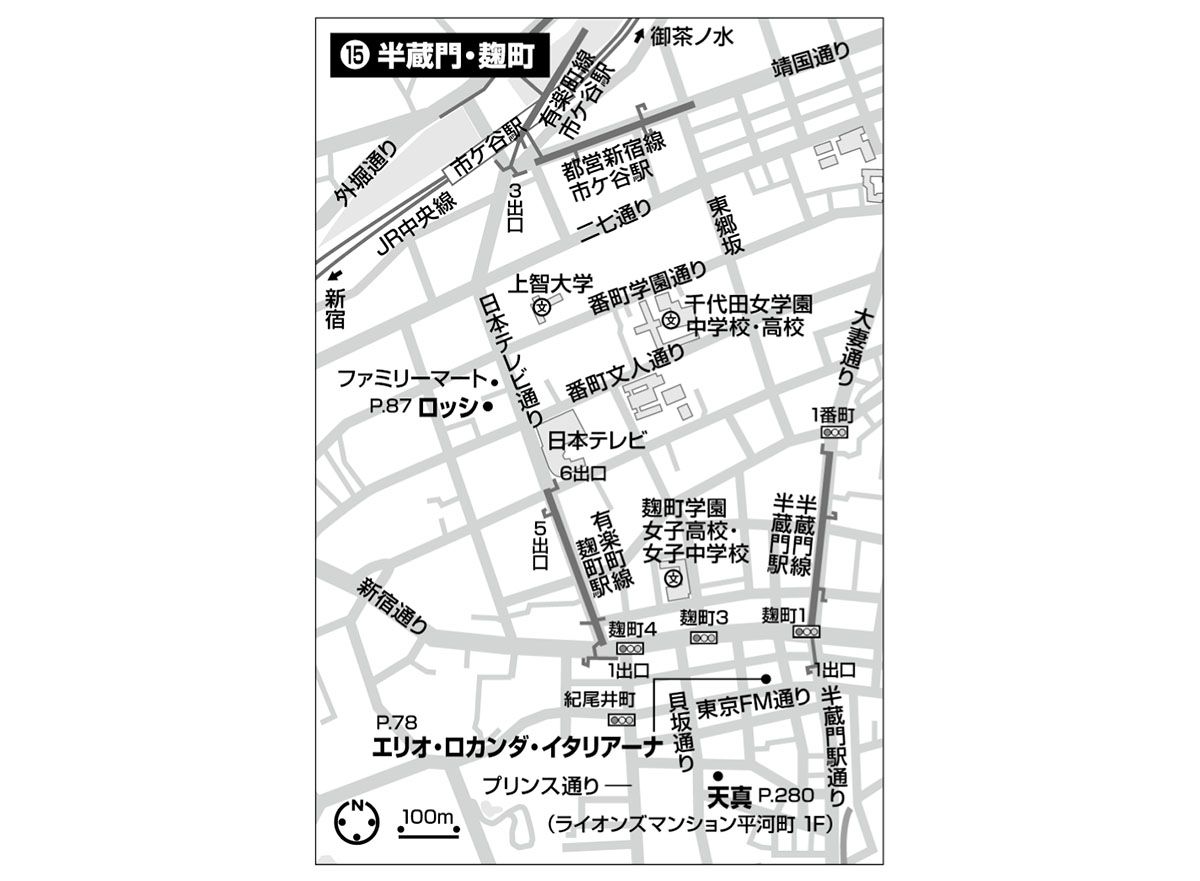 ⑮ 半蔵門・麹町
御茶ノ水
靖国通り
有楽町線
市ケ谷駅
市ケ谷駅
外堀通り
都営新宿線
市ケ谷駅
JR中央線
3出口
二七通り
東郷坂
新宿
上智大学
文
番町学園通り
千代田女学園
中学校・高校
文
日本テレビ通り
大妻通り
番町文人通り
ファミリーマート
P.87 ロッシ
1番町
日本テレビ
6出口
5出口
有楽町線
麹町駅
麹町学園
女子高校・
女子中学校
文
半蔵門線
半蔵門駅
新宿通り
麹町4
麹町3
麹町1
1出口
1出口
紀尾井町
貝坂通り
東京FM通り
半蔵門駅通り
P.78
エリオ・ロカンダ・イタリアーナ
プリンス通り
天真 P.280
（ライオンズマンション平河町 1F）
N
100m